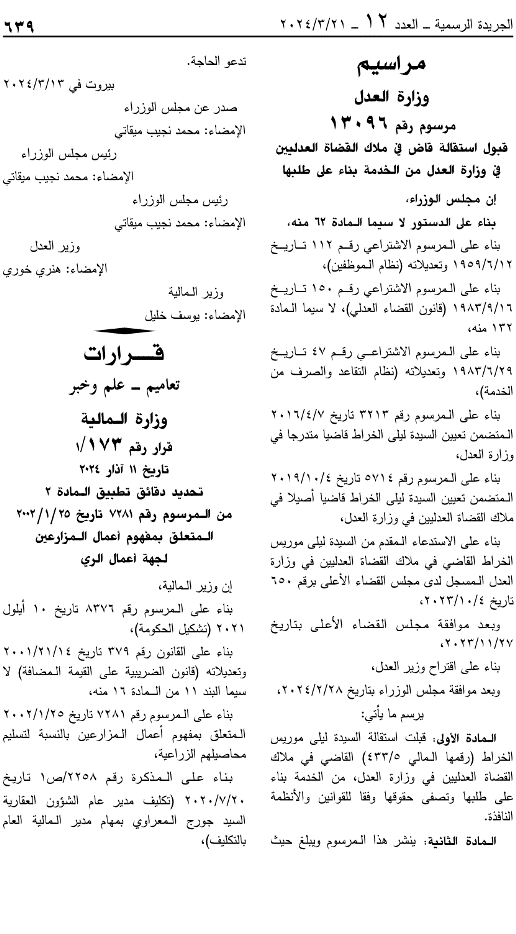 الجريدة الرسمية – العدد ١٢ – ٢٠٢٤/٣/٢١
٦٣٩
مراسيم
وزارة العدل
مرسوم رقم ١٣٠٩٦
قبول استقالة قاض في ملاك القضاة العدليين
في وزارة العدل من الخدمة بناء على طلبها
إن مجلس الوزراء،
بناء على الدستور لا سيما المادة ٦٢ منه،
بناء على المرسوم الاشتراعي رقم ١١٢ تاريخ
١٩٥٩/٦/١٢ وتعديلاته (نظام الموظفين)،
بناء على المرسوم الاشتراعي رقم ١٥٠ تاريخ
١٩٨٣/٩/١٦ (قانون القضاء العدلي)، لا سيما المادة
١٣٢ منه،
بناء على المرسوم الاشتراعي رقم ٤٧ تاريخ
١٩٨٣/٦/٢٩ وتعديلاته (نظام التقاعد والصرف من
الخدمة)،
بناء على المرسوم رقم ٣٢١٣ تاريخ ٢٠١٦/٤/٧
المتضمن تعيين السيدة ليلى الخراط قاضيا متدرجا في
وزارة العدل،
بناء على المرسوم رقم ٥٧١٤ تاريخ ٢٠١٩/١٠/٤
المتضمن تعيين السيدة ليلى الخراط قاضيا أصيلا في
ملاك القضاة العدليين في وزارة العدل،
بناء على الاستدعاء المقدم من السيدة ليلى موريس
الخراط القاضي في ملاك القضاة العدليين في وزارة
العدل المسجل لدى مجلس القضاء الأعلى برقم ٦٥٠
تاريخ ٢٠٢٣/١٠/٤،
وبعد موافقة مجلس القضاء الأعلى بتاريخ
٢٠٢٣/١١/٢٧،
بناء على اقتراح وزير العدل،
وبعد موافقة مجلس الوزراء بتاريخ ٢٠٢٤/٢/٢٨،
يرسم ما يأتي:
المادة الأولى: قبلت استقالة السيدة ليلى موريس
الخراط (رقمها المالي ٤٣٣/٥) القاضي في ملاك
القضاة العدليين في وزارة العدل، من الخدمة بناء
على طلبها وتصفى حقوقها وفقا للقوانين والأنظمة
النافذة.
المادة الثانية: ينشر هذا المرسوم ويبلغ حيث
تدعو الحاجة.
بيروت في ٢٠٢٤/٣/١٣
صدر عن مجلس الوزراء
الإمضاء: محمد نجيب ميقاتي
رئيس مجلس الوزراء
الإمضاء: محمد نجيب ميقاتي
رئيس مجلس الوزراء
الإمضاء: محمد نجيب ميقاتي
وزير العدل
الإمضاء: هنري خوري
وزير المالية
الإمضاء: يوسف خليل
قـــرارات
تعاميم – علم وخبر
وزارة المالية
قرار رقم ١/١٧٣
تاريخ ١١ آذار ٢٠٢٤
تحديد دقائق تطبيق المادة ٢
من المرسوم رقم ٧٢٨١ تاريخ ٢٠٠٢/١/٢٥
المتعلق بمفهوم أعمال المزارعين
لجهة أعمال الري
إن وزير المالية،
بناء على المرسوم رقم ٨٣٧٦ تاريخ ١٠ أيلول
٢٠٢١ (تشكيل الحكومة)،
بناء على القانون رقم ٣٧٩ تاريخ ٢٠٠١/٢١/١٤
وتعديلاته (قانون الضريبية على القيمة المضافة) لا
سيما البند ١١ من المادة ١٦ منه،
بناء على المرسوم رقم ٧٢٨١ تاريخ ٢٠٠٢/١/٢٥
المتعلق بمفهوم أعمال المزارعين بالنسبة لتسليم
محاصيلهم الزراعية،
بناء على المذكرة رقم ٢٢٥٨/ص١ تاريخ
٢٠٢٠/٧/٢٠ (تكليف مدير عام الشؤون العقارية
السيد جورج المعراوي بمهام مدير المالية العام
بالتكليف)،